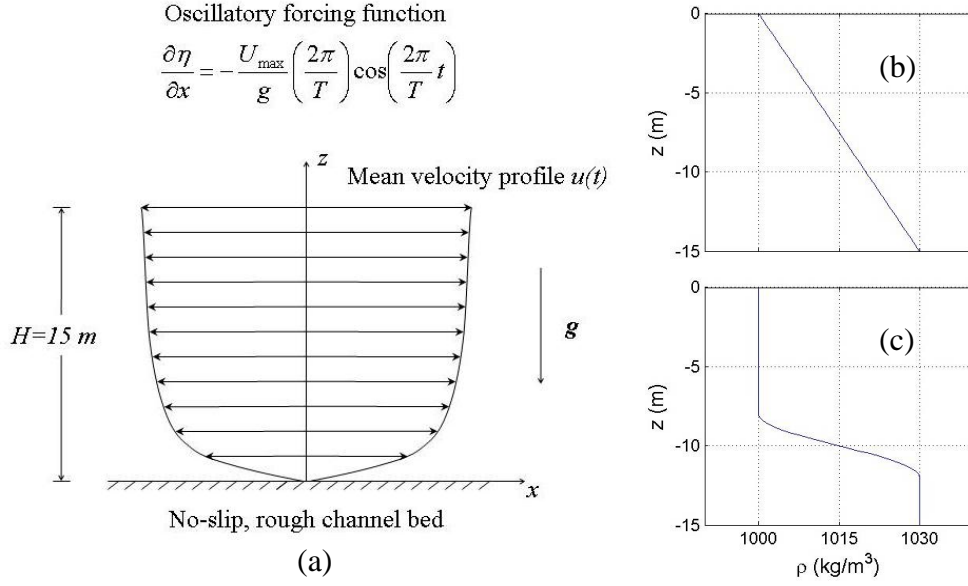 Oscillatory forcing function
∂η/∂x = −(U_max/g)(2π/T)cos(2π/T t)
z
Mean velocity profile u(t)
H=15 m
g
x
No-slip, rough channel bed
(a)
0
-5
-10
-15
z (m)
(b)
0
-5
-10
-15
z (m)
(c)
1000 1015 1030
ρ (kg/m³)